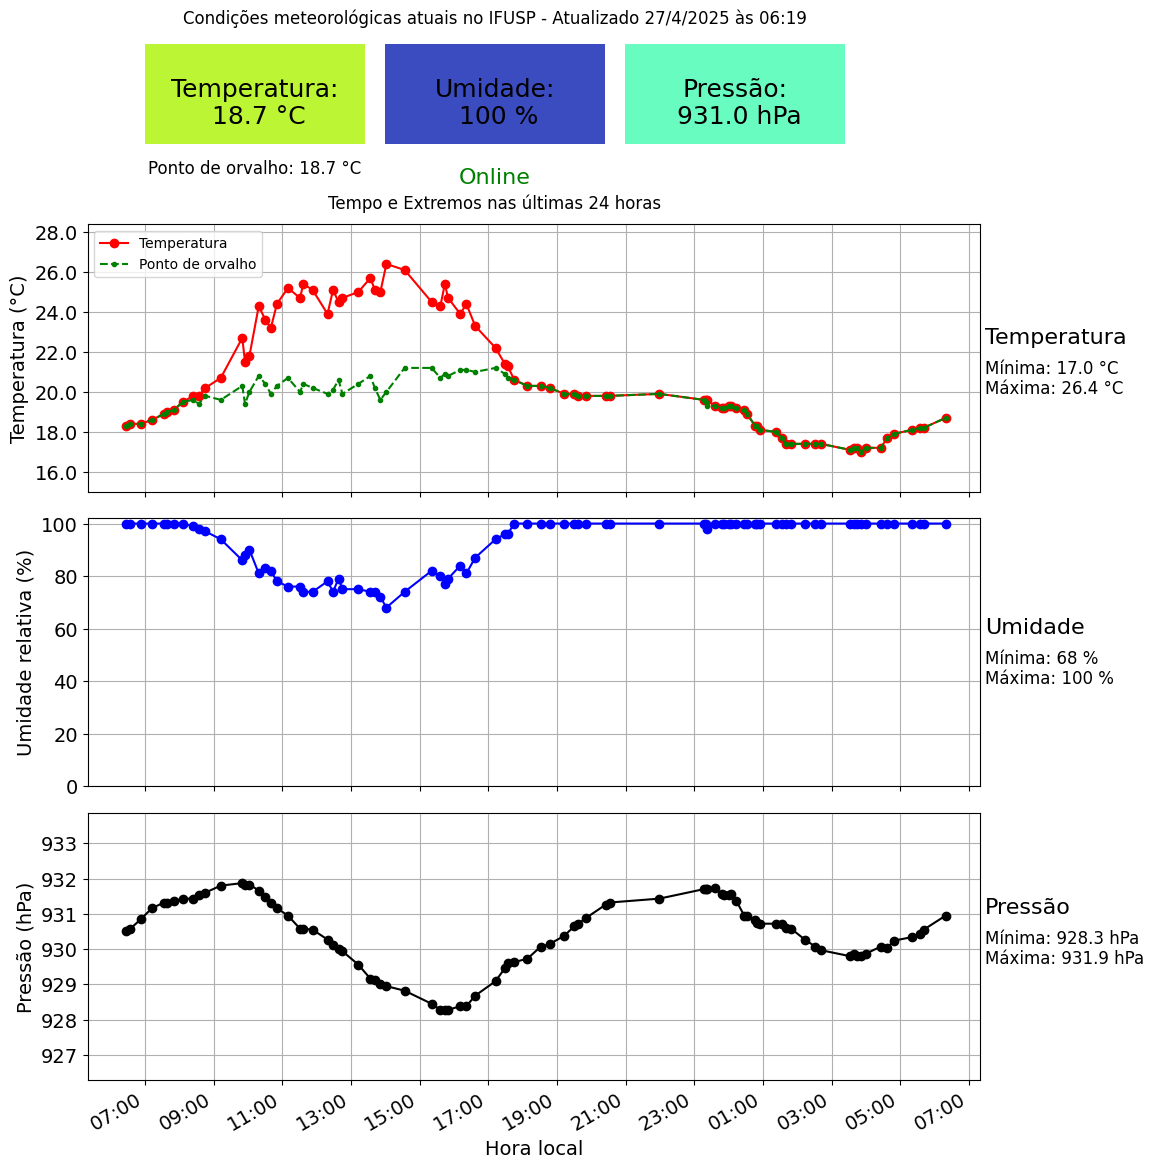 Condições meteorológicas atuais no IFUSP - Atualizado 27/4/2025 às 06:19
Temperatura:
18.7 °C
Umidade:
100 %
Pressão:
931.0 hPa
Ponto de orvalho: 18.7 °C
Online
Tempo e Extremos nas últimas 24 horas
Temperatura
Ponto de orvalho
Temperatura (°C)
28.0
26.0
24.0
22.0
20.0
18.0
16.0
Temperatura
Mínima: 17.0 °C
Máxima: 26.4 °C
Umidade relativa (%)
100
80
60
40
20
0
Umidade
Mínima: 68 %
Máxima: 100 %
Pressão (hPa)
933
932
931
930
929
928
927
Pressão
Mínima: 928.3 hPa
Máxima: 931.9 hPa
07:00 09:00 11:00 13:00 15:00 17:00 19:00 21:00 23:00 01:00 03:00 05:00 07:00
Hora local